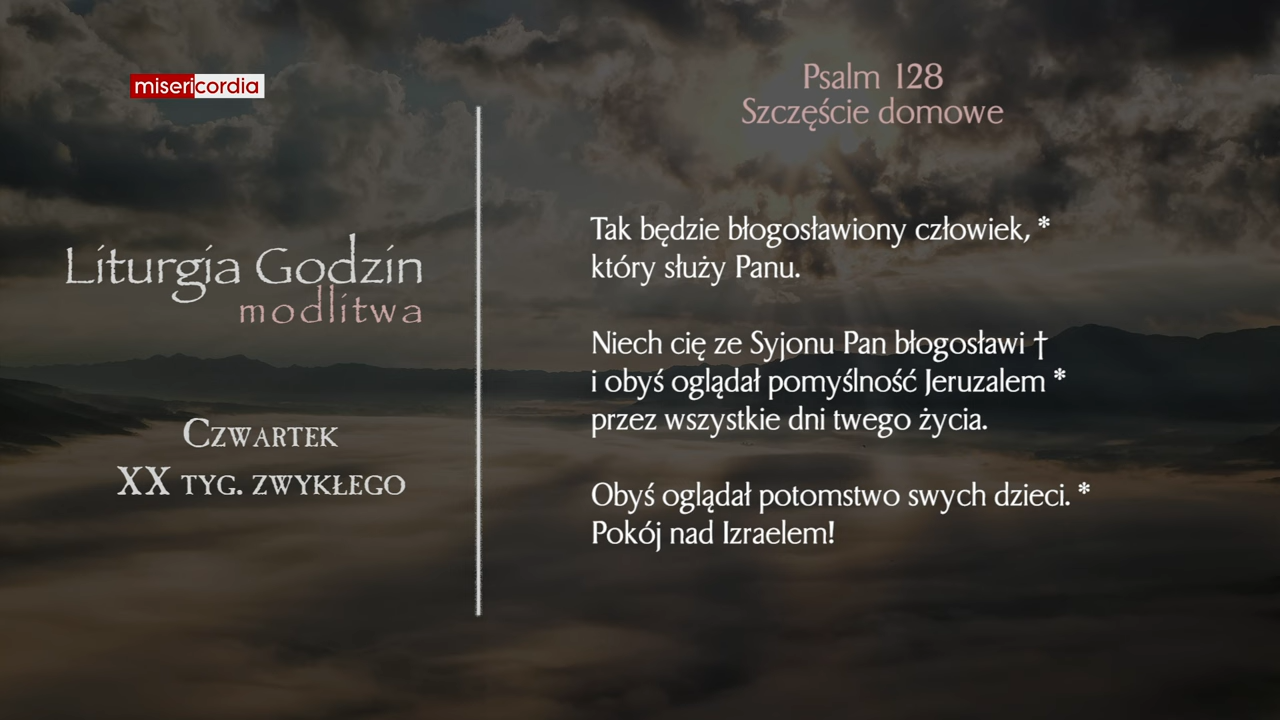 misericordia
Liturgia Godzin
modlitwa
Czwartek
XX tyg. zwykłego
Psalm 128
Szczęście domowe
Tak będzie błogosławiony człowiek, *
który służy Panu.
Niech cię ze Syjonu Pan błogosławi †
i obyś oglądał pomyślność Jeruzalem *
przez wszystkie dni twego życia.
Obyś oglądał potomstwo swych dzieci. *
Pokój nad Izraelem!